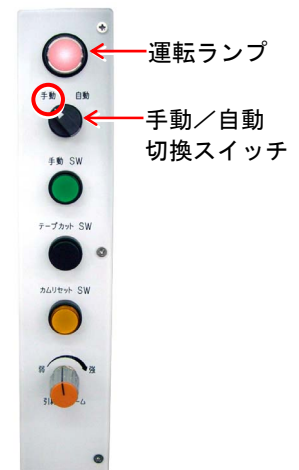 運転ランプ
手動 自動
手動／自動
切換スイッチ
手動 SW
テープカット SW
カムリセット SW
弱 強